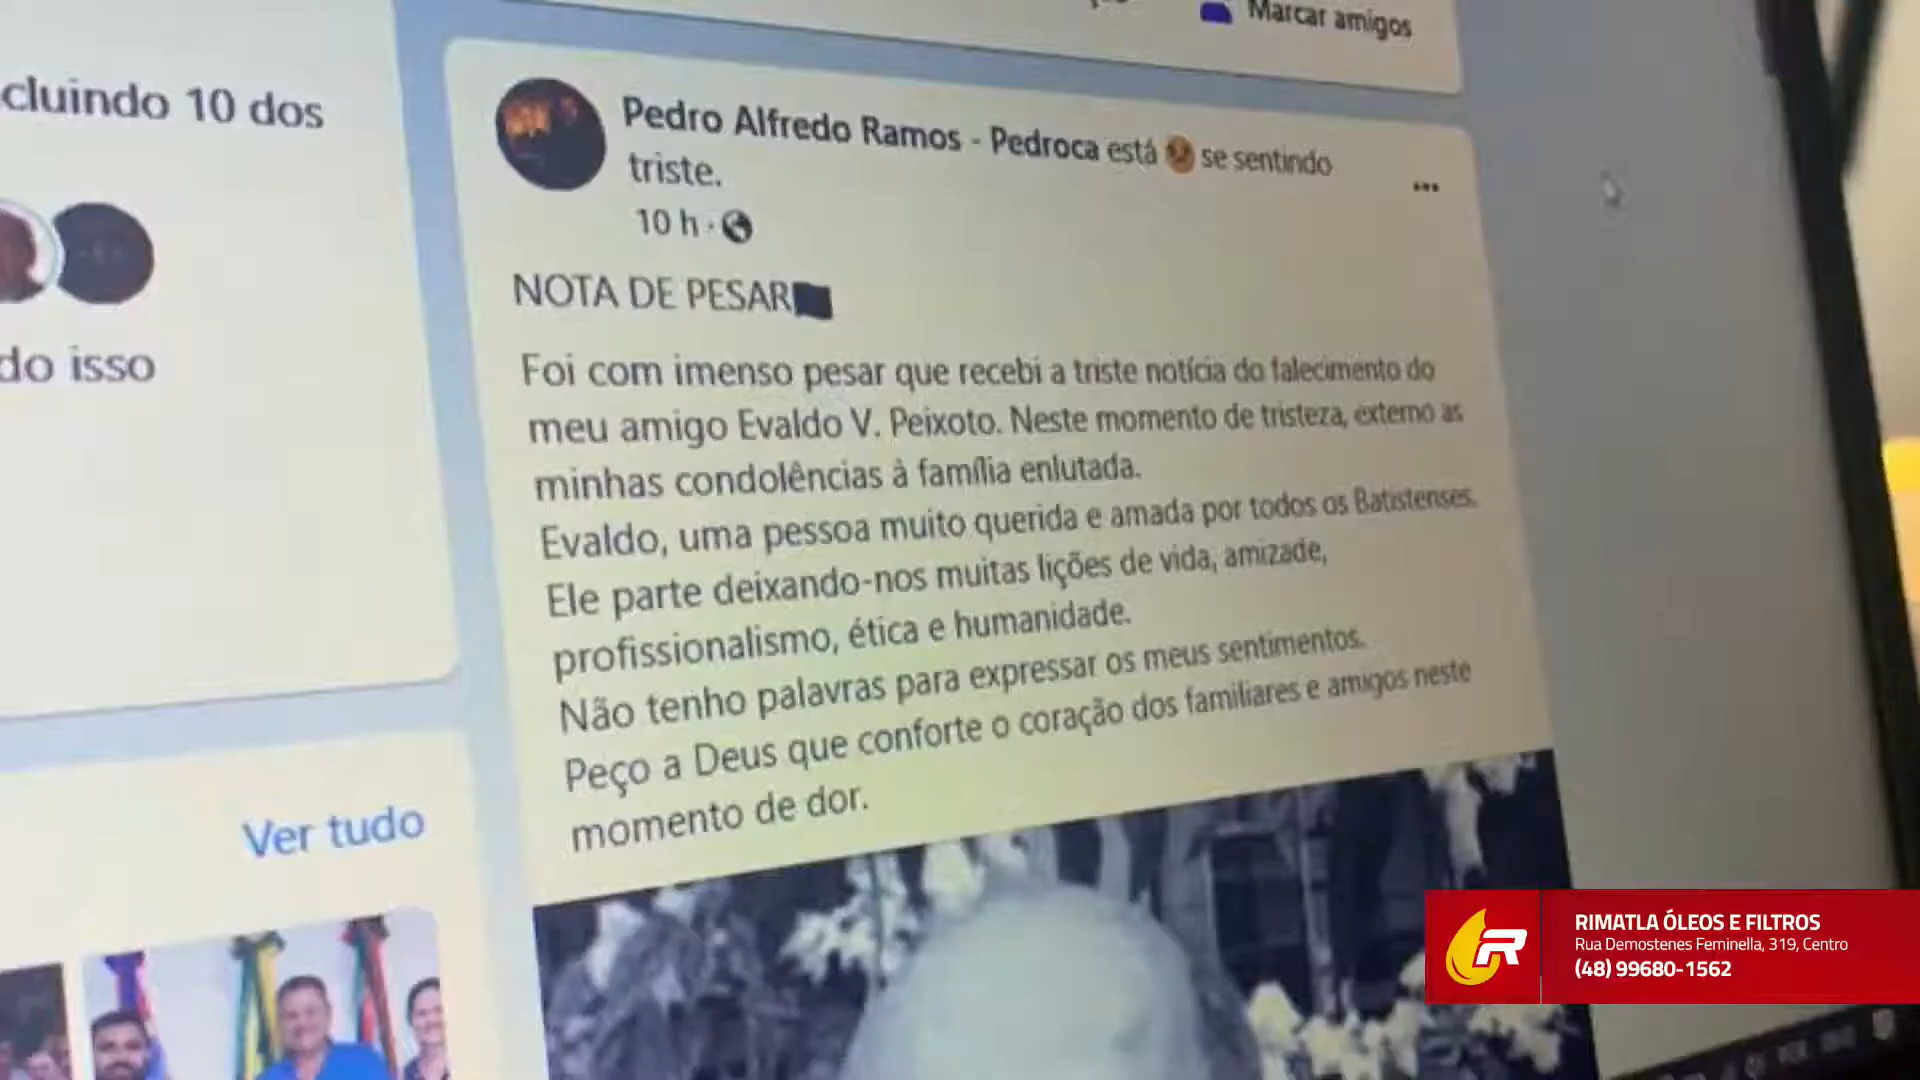 Marcar amigos
cluindo 10 dos
do isso
Ver tudo
Pedro Alfredo Ramos - Pedroca está se sentindo
triste.
10 h ·
NOTA DE PESAR
Foi com imenso pesar que recebi a triste notícia do falecimento do
meu amigo Evaldo V. Peixoto. Neste momento de tristeza, externo as
minhas condolências à família enlutada.
Evaldo, uma pessoa muito querida e amada por todos os Batistenses.
Ele parte deixando-nos muitas lições de vida, amizade,
profissionalismo, ética e humanidade.
Não tenho palavras para expressar os meus sentimentos.
Peço a Deus que conforte o coração dos familiares e amigos neste
momento de dor.
R
RIMATLA ÓLEOS E FILTROS
Rua Demostenes Feminella, 319, Centro
(48) 99680-1562